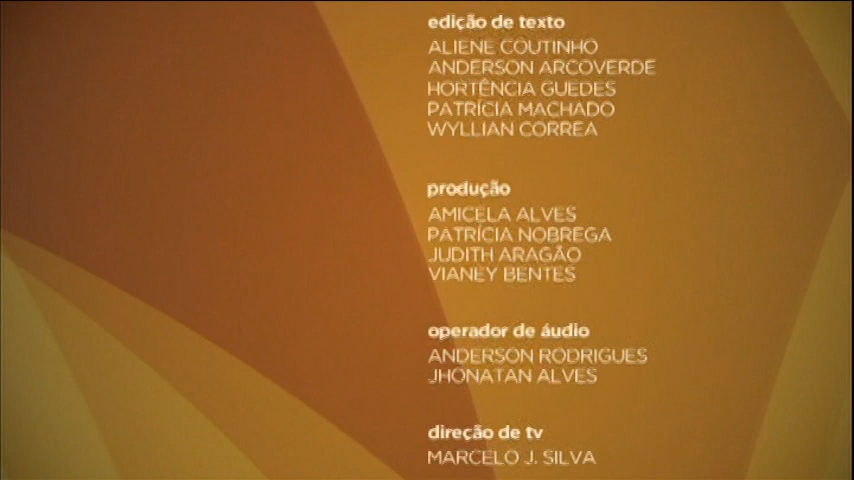 edição de texto
ALIENE COUTINHO
ANDERSON ARCOVERDE
HORTÊNCIA GUEDES
PATRÍCIA MACHADO
WYLLIAN CORREA
produção
AMICELA ALVES
PATRÍCIA NOBREGA
JUDITH ARAGÃO
VIANEY BENTES
operador de áudio
ANDERSON RODRIGUES
JHONATAN ALVES
direção de tv
MARCELO J. SILVA